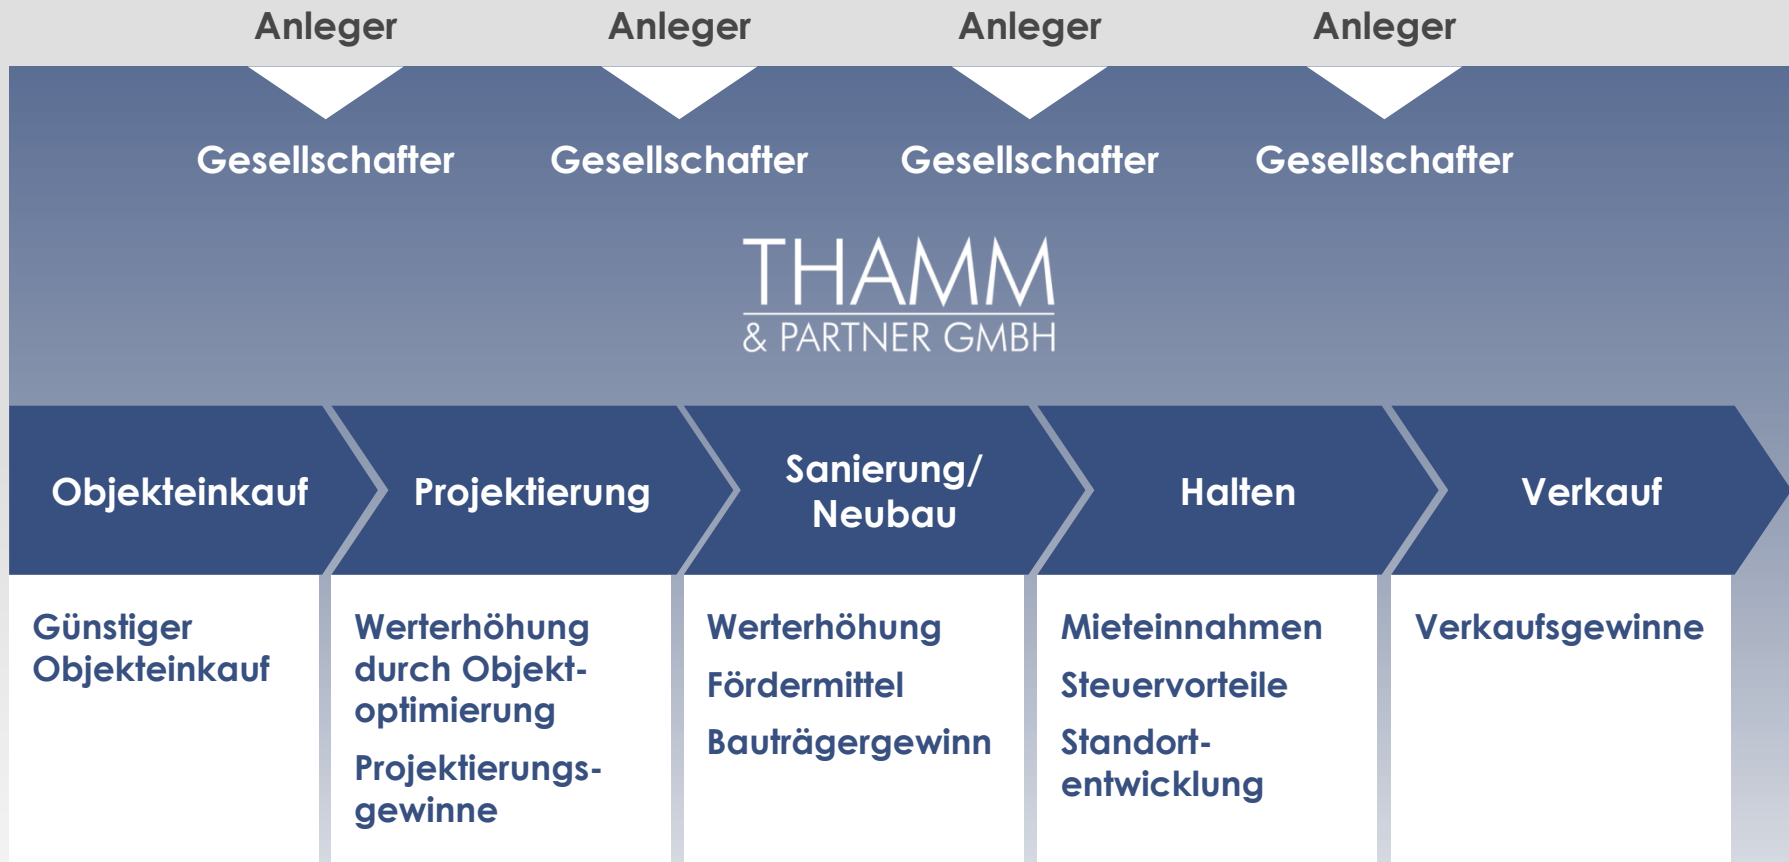 Anleger Anleger Anleger Anleger
Gesellschafter Gesellschafter Gesellschafter Gesellschafter
THAMM
& PARTNER GMBH
Objekteinkauf
Projektierung
Sanierung/
Neubau
Halten
Verkauf
Günstiger
Objekteinkauf
Werterhöhung
durch Objekt-
optimierung
Projektierungs-
gewinne
Werterhöhung
Fördermittel
Bauträgergewinn
Mieteinnahmen
Steuervorteile
Standort-
entwicklung
Verkaufsgewinne